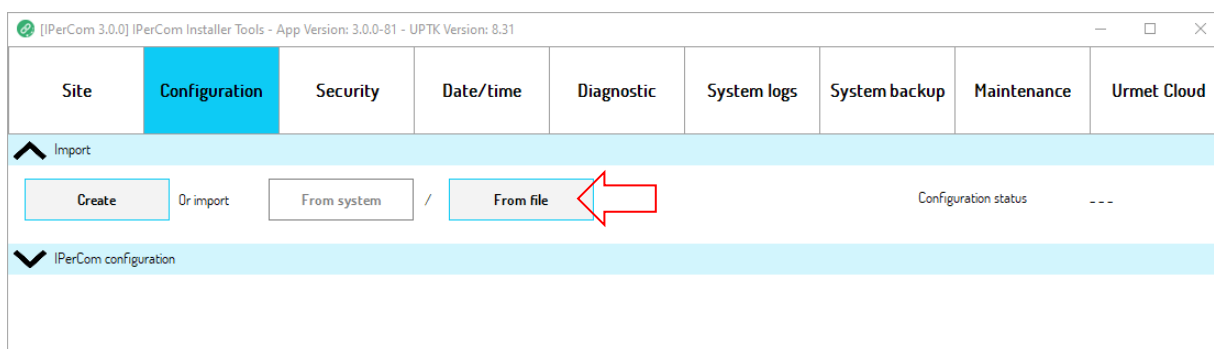 [IPerCom 3.0.0] IPerCom Installer Tools - App Version: 3.0.0-81 - UPTK Version: 8.31
Site Configuration Security Date/time Diagnostic System logs System backup Maintenance Urmet Cloud
Import
Create Or import From system / From file Configuration status ---
IPerCom configuration